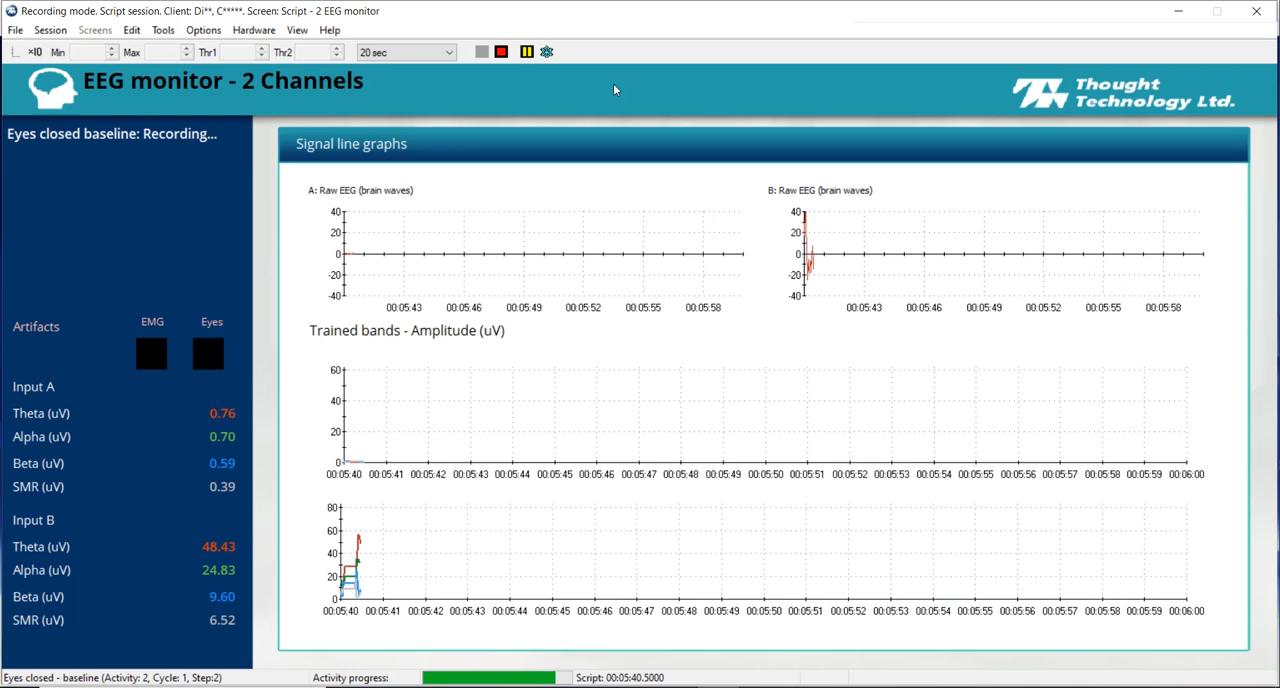 Recording mode. Script session. Client: Di**, C*****. Screen: Script - 2 EEG monitor
File Session Screens Edit Tools Options Hardware View Help
×10 Min Max Thr1 Thr2 20 sec
EEG monitor - 2 Channels
Thought
Technology Ltd.
Eyes closed baseline: Recording...
Signal line graphs
A: Raw EEG (brain waves)
40
20
0
-20
-40
00:05:43 00:05:46 00:05:49 00:05:52 00:05:55 00:05:58
B: Raw EEG (brain waves)
40
20
0
-20
-40
00:05:43 00:05:46 00:05:49 00:05:52 00:05:55 00:05:58
Artifacts EMG Eyes
Input A
Theta (uV) 0.76
Alpha (uV) 0.70
Beta (uV) 0.59
SMR (uV) 0.39
Input B
Theta (uV) 48.43
Alpha (uV) 24.83
Beta (uV) 9.60
SMR (uV) 6.52
Trained bands - Amplitude (uV)
60
40
20
0
00:05:40 00:05:41 00:05:42 00:05:43 00:05:44 00:05:45 00:05:46 00:05:47 00:05:48 00:05:49 00:05:50 00:05:51 00:05:52 00:05:53 00:05:54 00:05:55 00:05:56 00:05:57 00:05:58 00:05:59 00:06:00
80
60
40
20
0
00:05:40 00:05:41 00:05:42 00:05:43 00:05:44 00:05:45 00:05:46 00:05:47 00:05:48 00:05:49 00:05:50 00:05:51 00:05:52 00:05:53 00:05:54 00:05:55 00:05:56 00:05:57 00:05:58 00:05:59 00:06:00
Eyes closed - baseline (Activity: 2, Cycle: 1, Step:2) Activity progress: Script: 00:05:40.5000